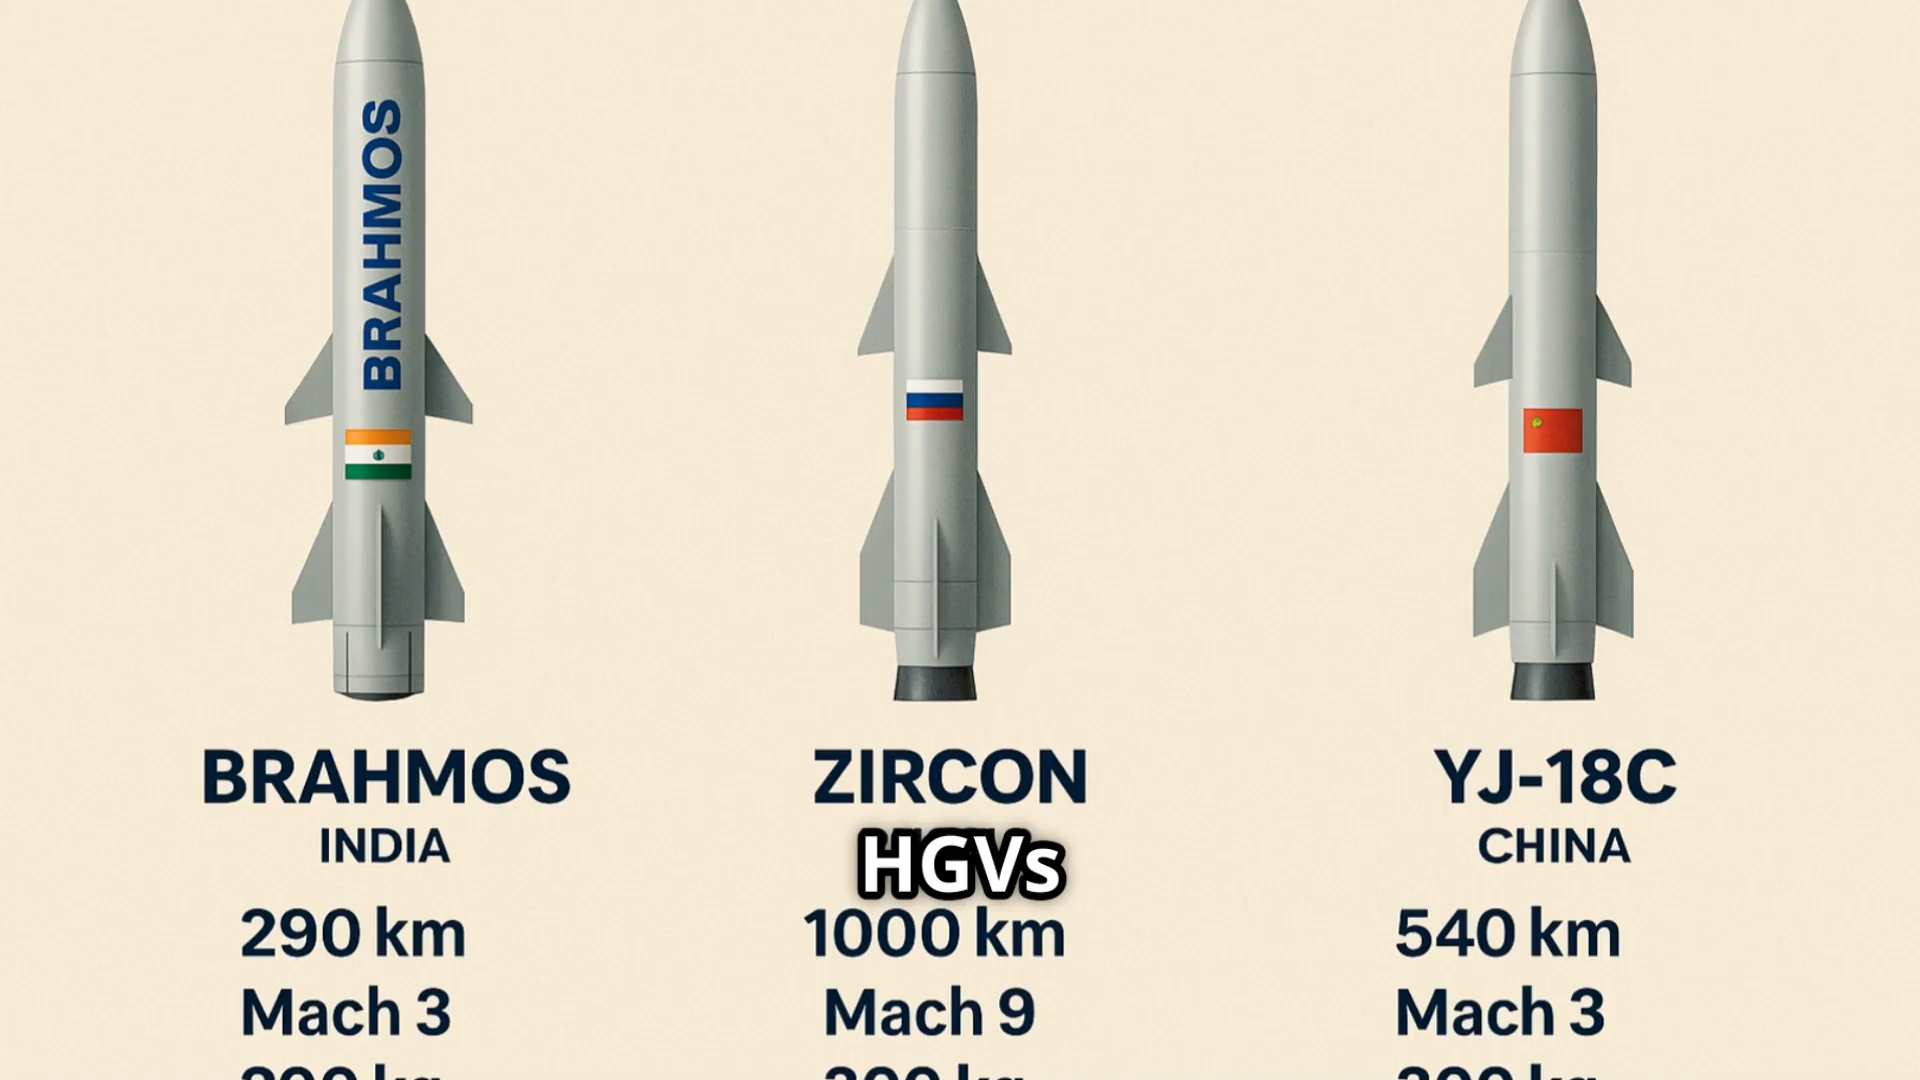 BRAHMOS
BRAHMOS
INDIA
290 km
Mach 3
ZIRCON
HGVs
1000 km
Mach 9
YJ-18C
CHINA
540 km
Mach 3